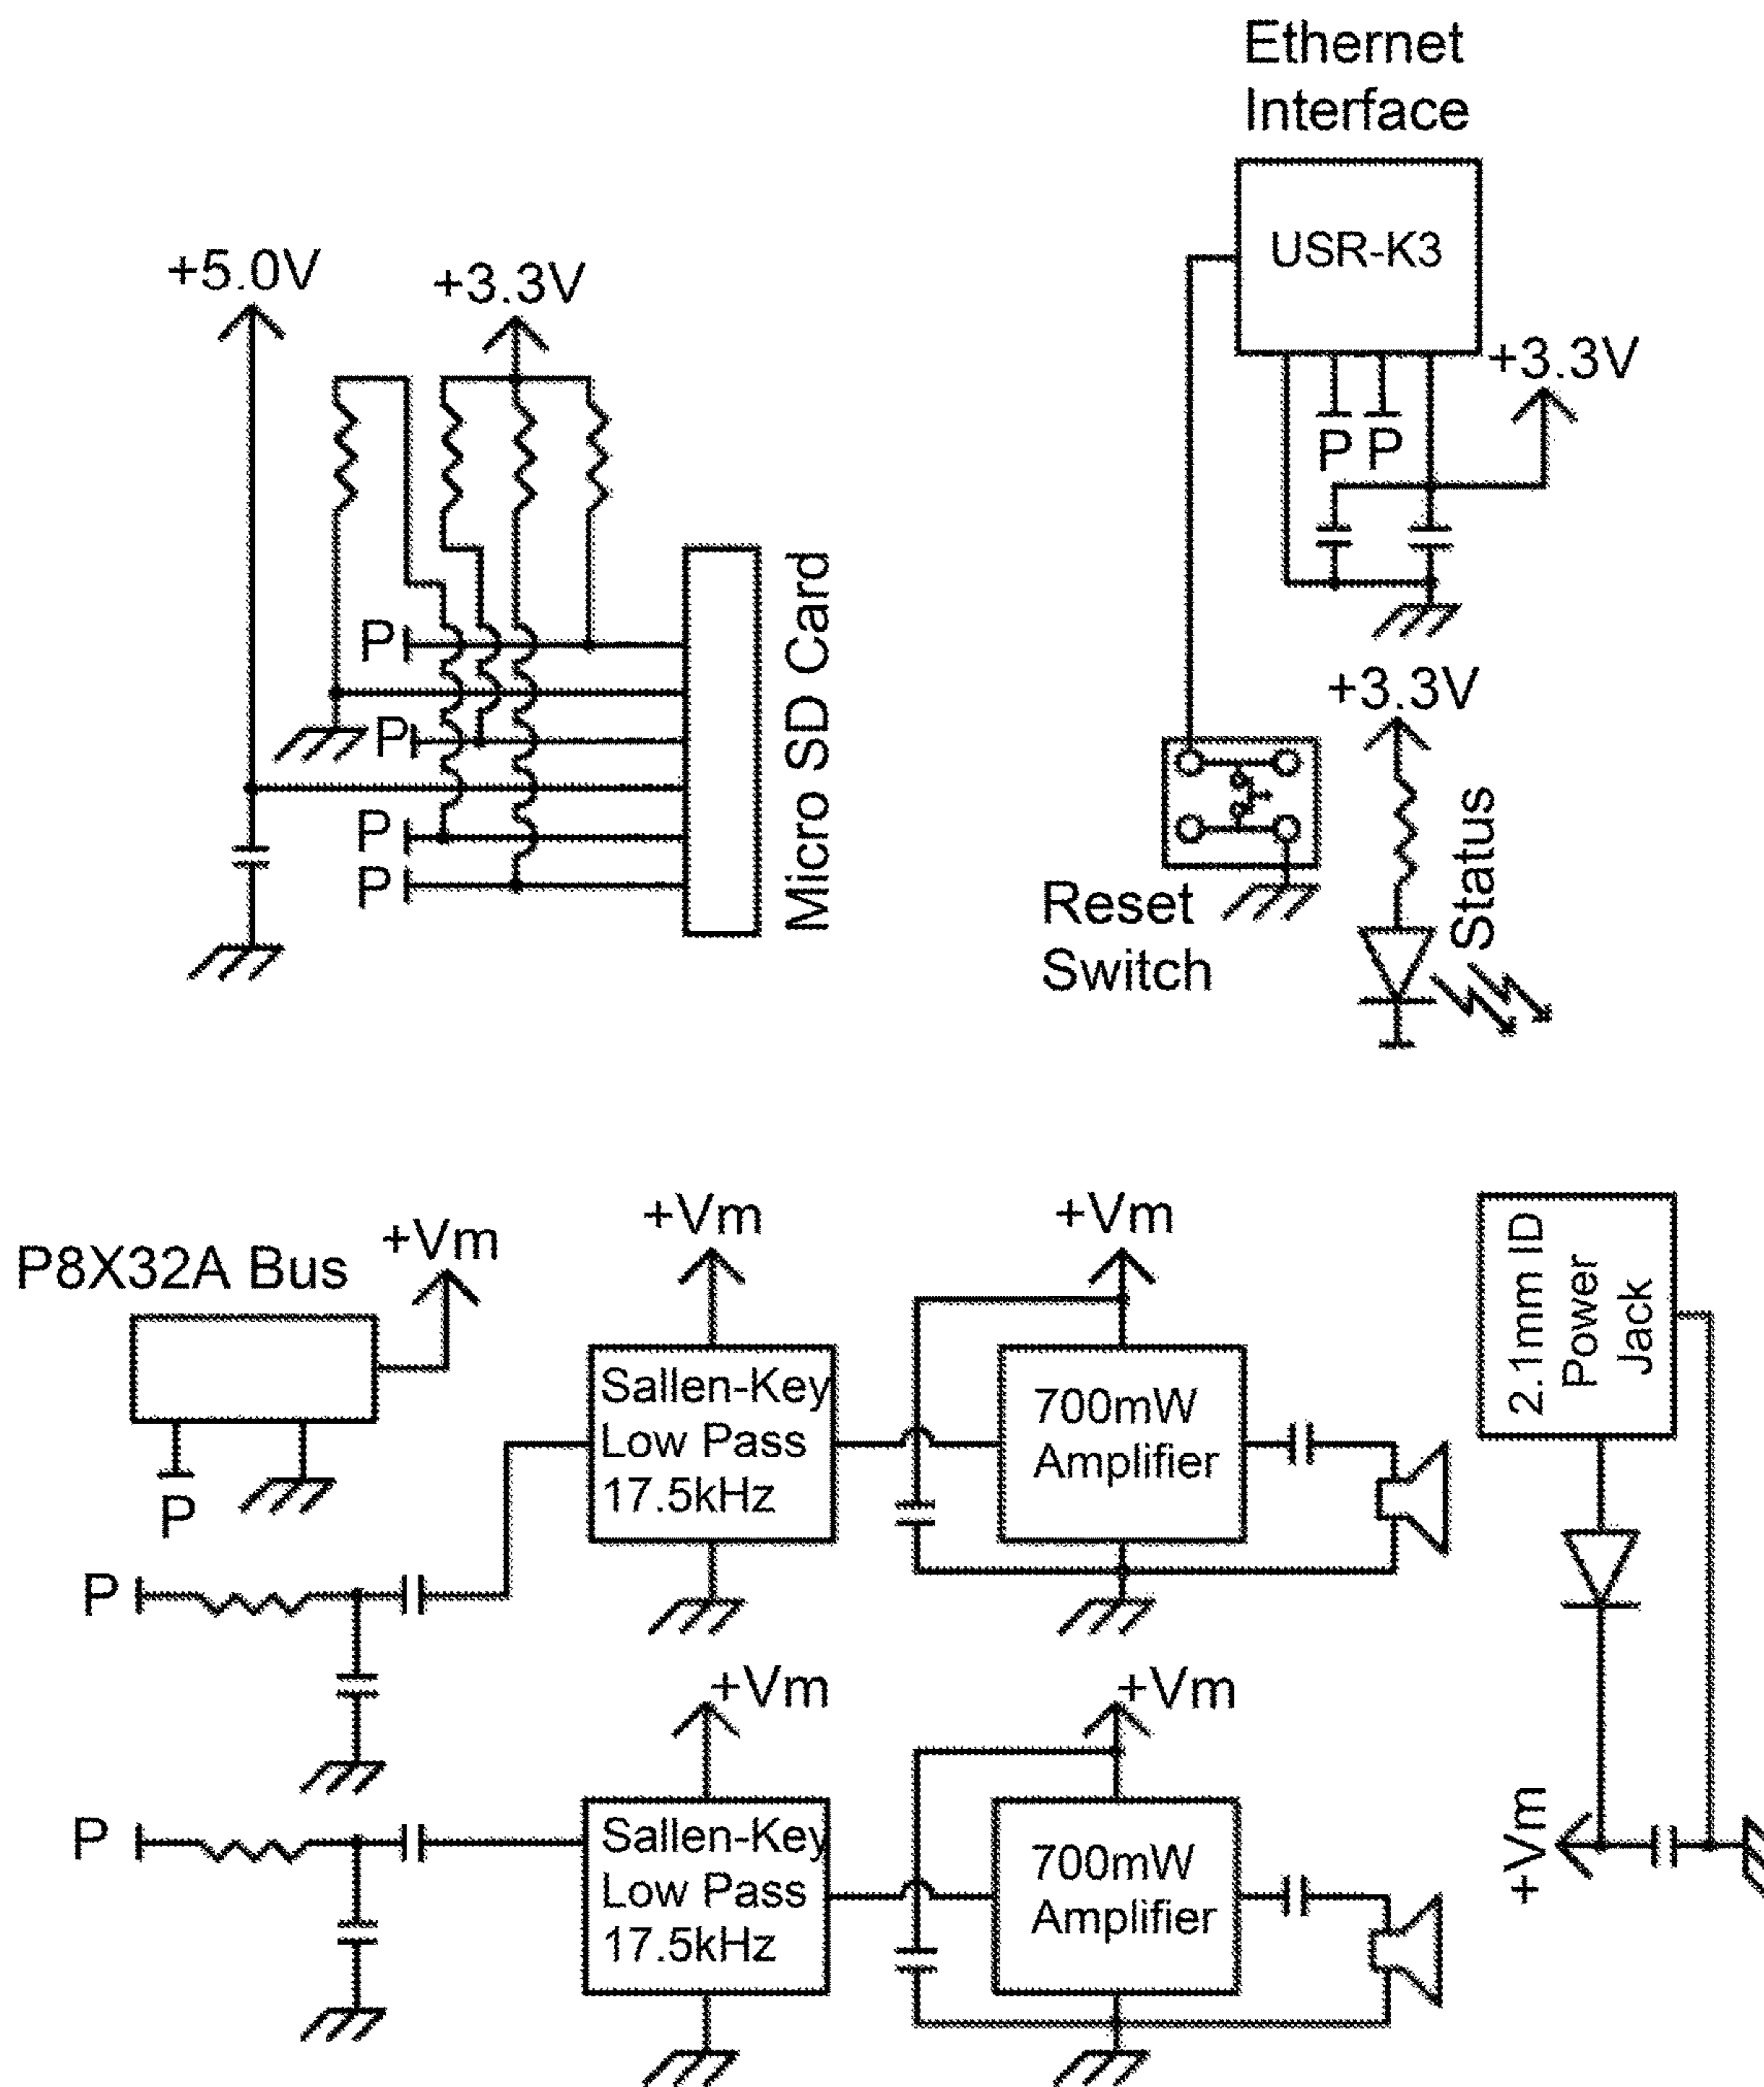 Ethernet
Interface
USR-K3
+5.0V
+3.3V
+3.3V
P
P
P
P
P
P
Micro SD Card
+3.3V
Status
Reset
Switch
P8X32A Bus
+Vm
+Vm
+Vm
2.1mm ID
Power
Jack
Sallen-Key
Low Pass
17.5kHz
700mW
Amplifier
P
P
+Vm
+Vm
P
Sallen-Key
Low Pass
17.5kHz
700mW
Amplifier
+Vm